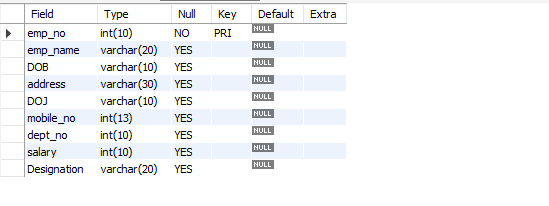 Field Type Null Key Default Extra
emp_no int(10) NO PRI NULL
emp_name varchar(20) YES NULL
DOB varchar(10) YES NULL
address varchar(30) YES NULL
DOJ varchar(10) YES NULL
mobile_no int(13) YES NULL
dept_no int(10) YES NULL
salary int(10) YES NULL
Designation varchar(20) YES NULL